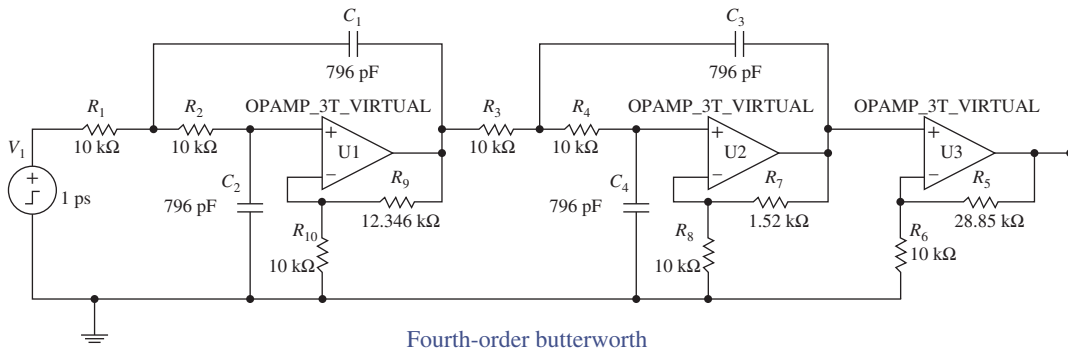 C1
C3
796 pF
796 pF
R1
R2
OPAMP_3T_VIRTUAL
R3
R4
OPAMP_3T_VIRTUAL
OPAMP_3T_VIRTUAL
V1
10 kΩ
10 kΩ
+
U1
−
10 kΩ
10 kΩ
+
U2
−
+
U3
−
+
1 ps
C2
796 pF
R9
12.346 kΩ
C4
796 pF
R7
1.52 kΩ
R5
28.85 kΩ
R10
10 kΩ
R8
10 kΩ
R6
10 kΩ
Fourth-order butterworth